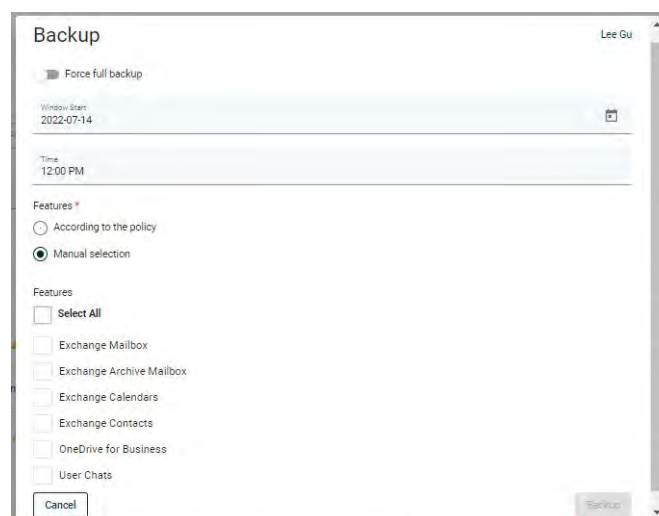 Backup
Lee Gu
Force full backup
Window Start
2022-07-14
Time
12:00 PM
Features *
According to the policy
Manual selection
Features
Select All
Exchange Mailbox
Exchange Archive Mailbox
Exchange Calendars
Exchange Contacts
OneDrive for Business
User Chats
Cancel
Backup